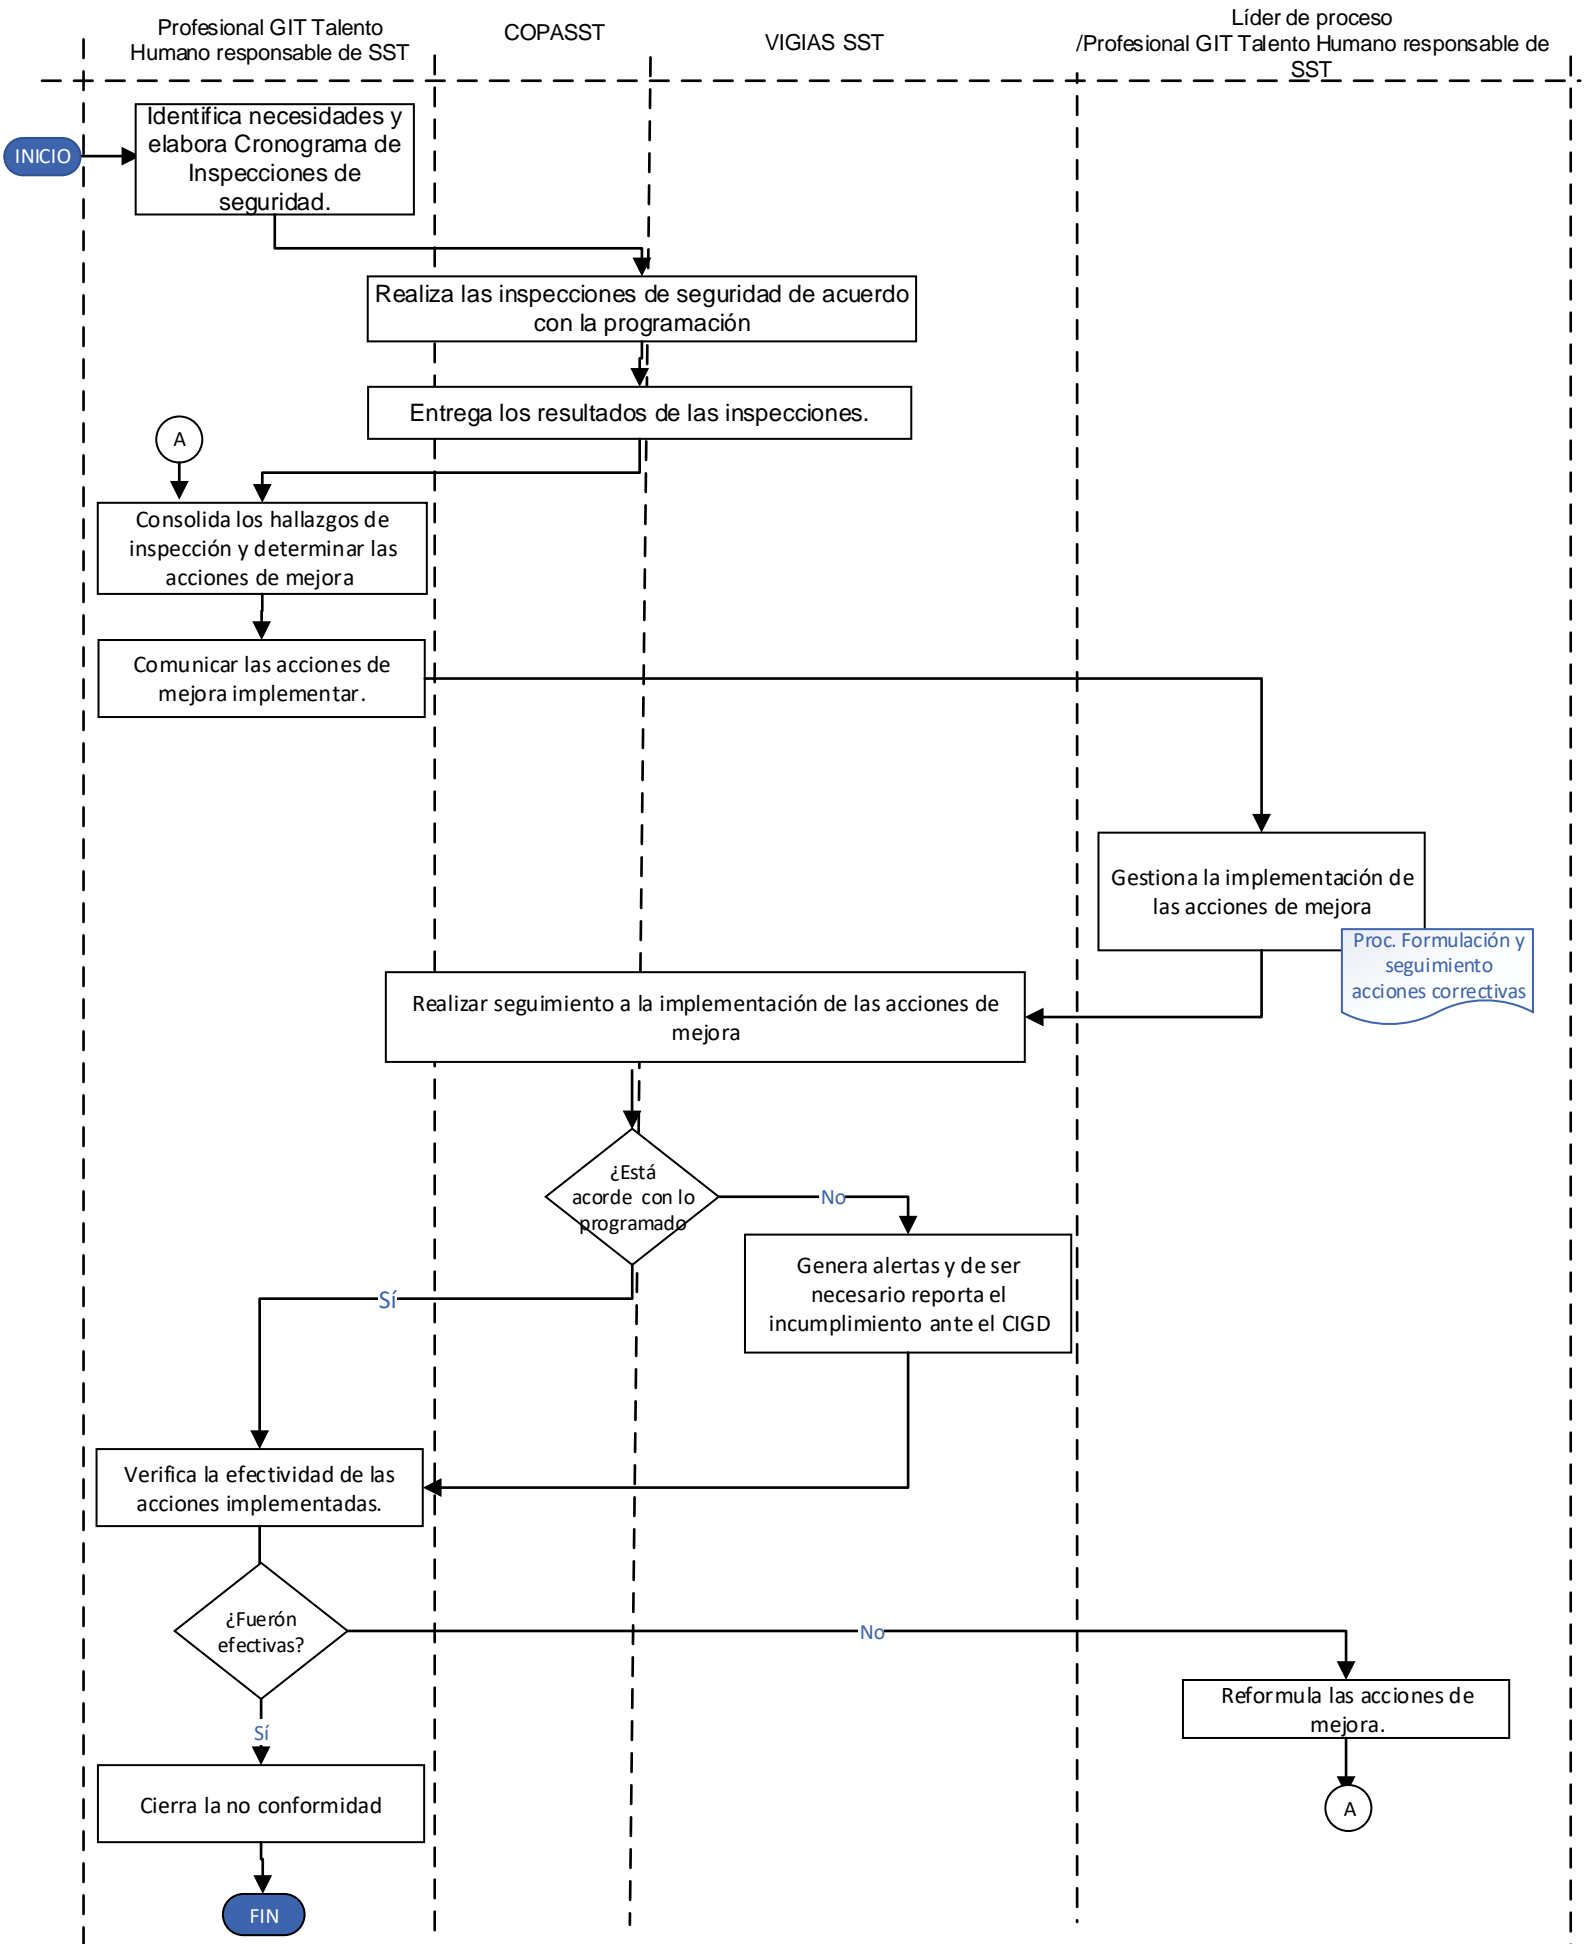 Profesional GIT Talento
Humano responsable de SST
COPASST
VIGIAS SST
Líder de proceso
/Profesional GIT Talento Humano responsable de
SST
INICIO
Identifica necesidades y
elabora Cronograma de
Inspecciones de
seguridad.
Realiza las inspecciones de seguridad de acuerdo
con la programación
Entrega los resultados de las inspecciones.
A
Consolida los hallazgos de
inspección y determinar las
acciones de mejora
Comunicar las acciones de
mejora implementar.
Gestiona la implementación de
las acciones de mejora
Proc. Formulación y
seguimiento
acciones correctivas
Realizar seguimiento a la implementación de las acciones de
mejora
¿Está
acorde con lo
programado
No
Genera alertas y de ser
necesario reporta el
incumplimiento ante el CIGD
Sí
Verifica la efectividad de las
acciones implementadas.
¿Fuerón
efectivas?
No
Reformula las acciones de
mejora.
Sí
Cierra la no conformidad
A
FIN